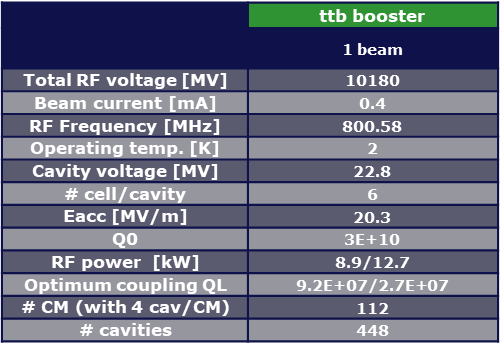 ttb booster
1 beam
Total RF voltage [MV] 10180
Beam current [mA] 0.4
RF Frequency [MHz] 800.58
Operating temp. [K] 2
Cavity voltage [MV] 22.8
# cell/cavity 6
Eacc [MV/m] 20.3
Q0 3E+10
RF power [kW] 8.9/12.7
Optimum coupling QL 9.2E+07/2.7E+07
# CM (with 4 cav/CM) 112
# cavities 448